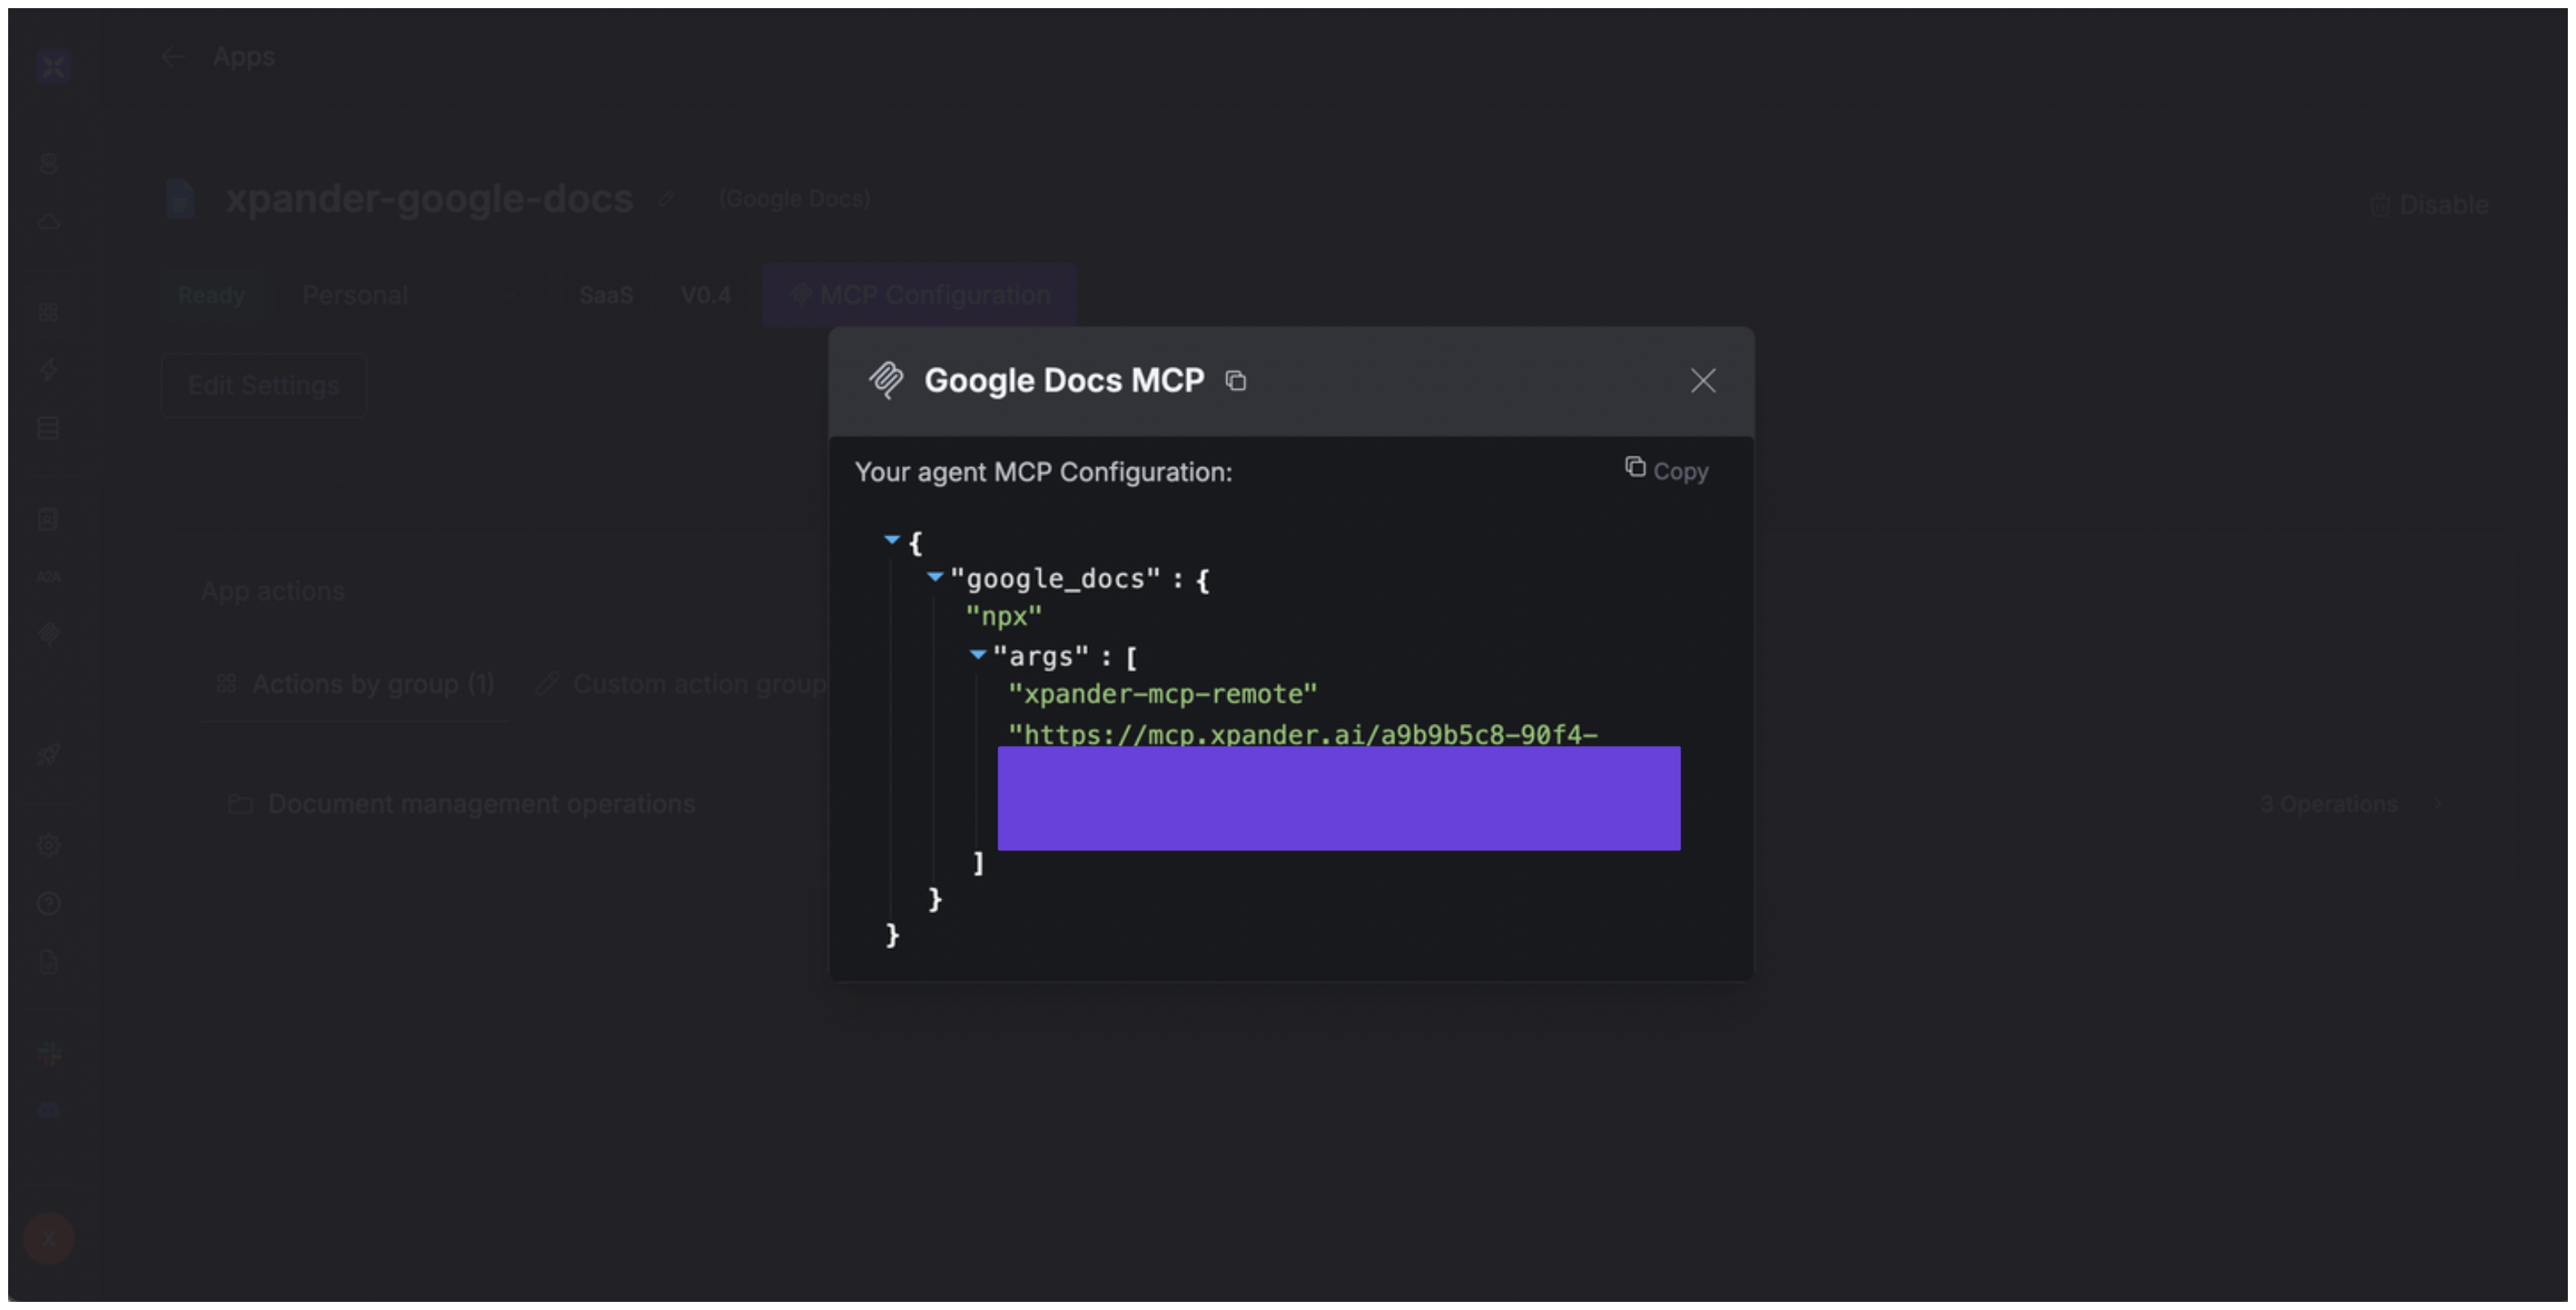 Apps
xpander-google-docs (Google Docs)
Disable
Ready Personal SaaS V0.4 MCP Configuration
Edit Settings
Google Docs MCP
Your agent MCP Configuration:
Copy
{
"google_docs" : {
"npx"
"args" : [
"xpander-mcp-remote"
"https://mcp.xpander.ai/a9b9b5c8-90f4-
]
}
}
App actions
Actions by group (1) Custom action group
Document management operations
3 Operations
A2A
X